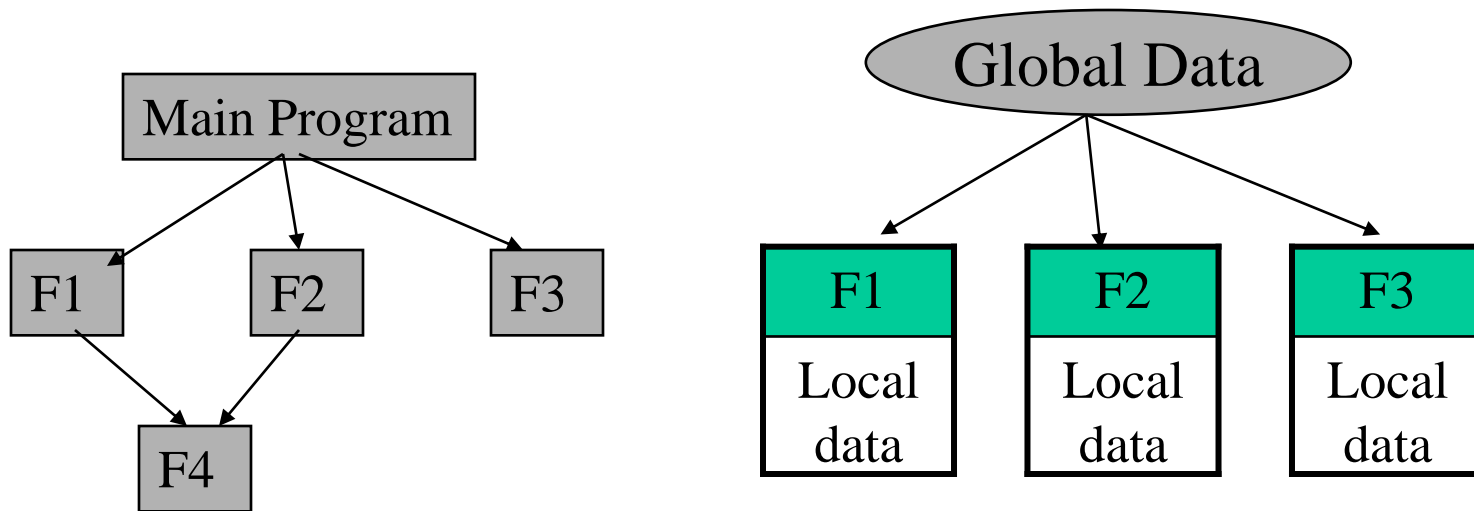 Main Program
F1
F2
F3
F4
Global Data
F1
F2
F3
Local
data
Local
data
Local
data